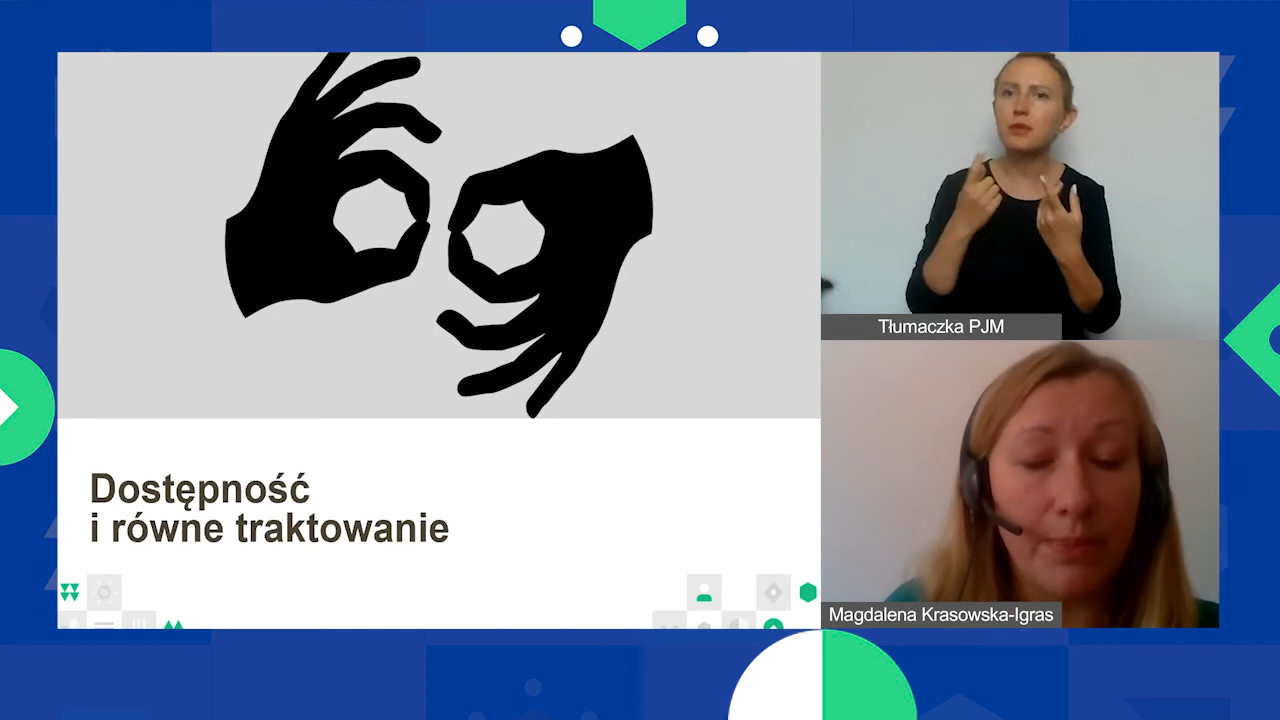 Dostępność
i równe traktowanie
Tłumaczka PJM
Magdalena Krasowska-Igras